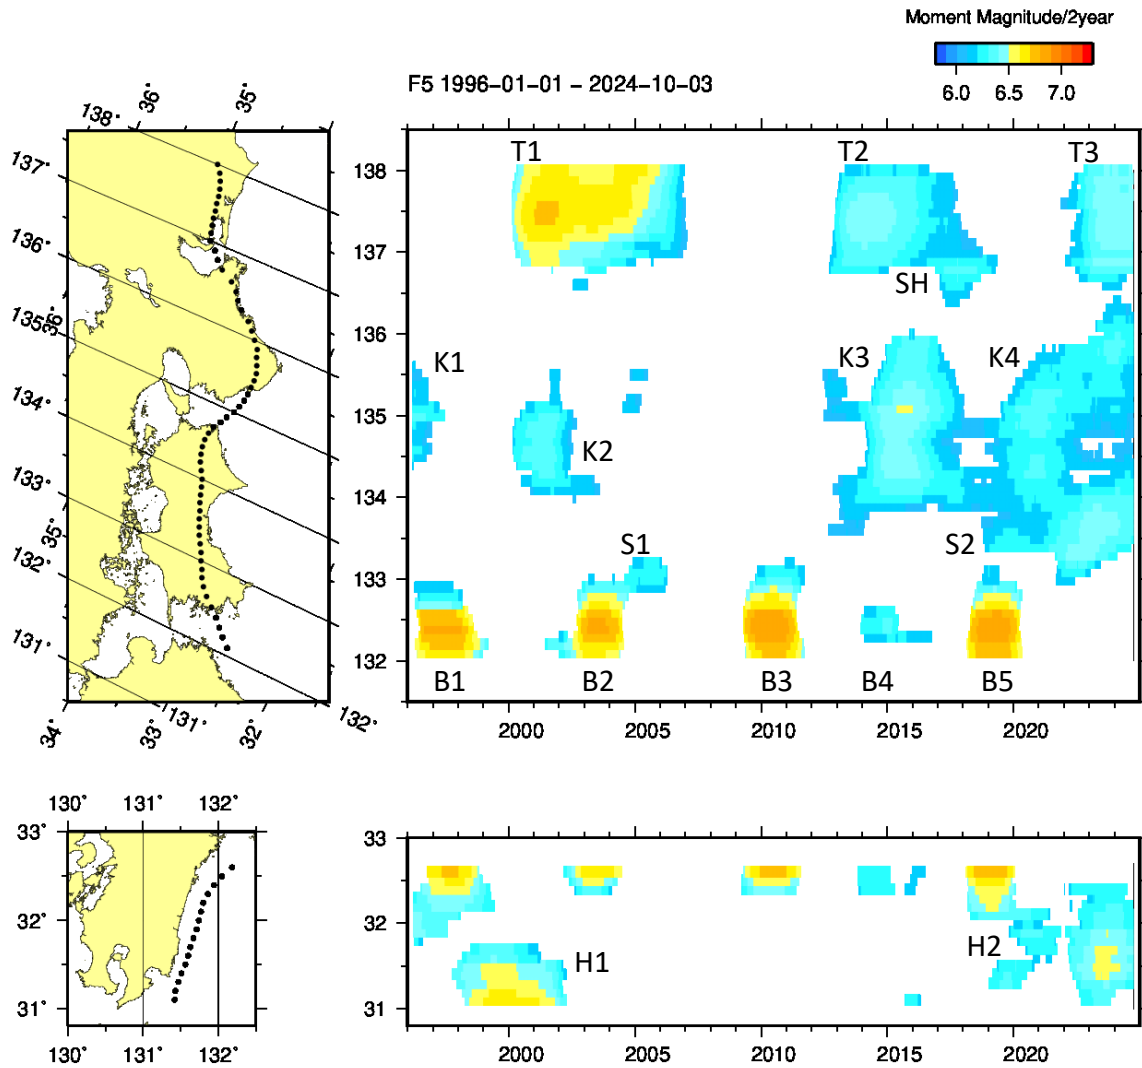 Moment Magnitude/2year
6.0 6.5 7.0
F5 1996-01-01 - 2024-10-03
36° 35°
138°
137°
136°
135°
36°
134°
133°
35°
132°
131°
34° 33° 131° 32° 132°
T1 T2 T3
138
137
SH
136
K1 K3 K4
135
K2
134
S1 S2
133
132
B1 B2 B3 B4 B5
2000 2005 2010 2015 2020
130° 131° 132°
33°
32°
31°
130° 131° 132°
33
32
H1 H2
31
2000 2005 2010 2015 2020